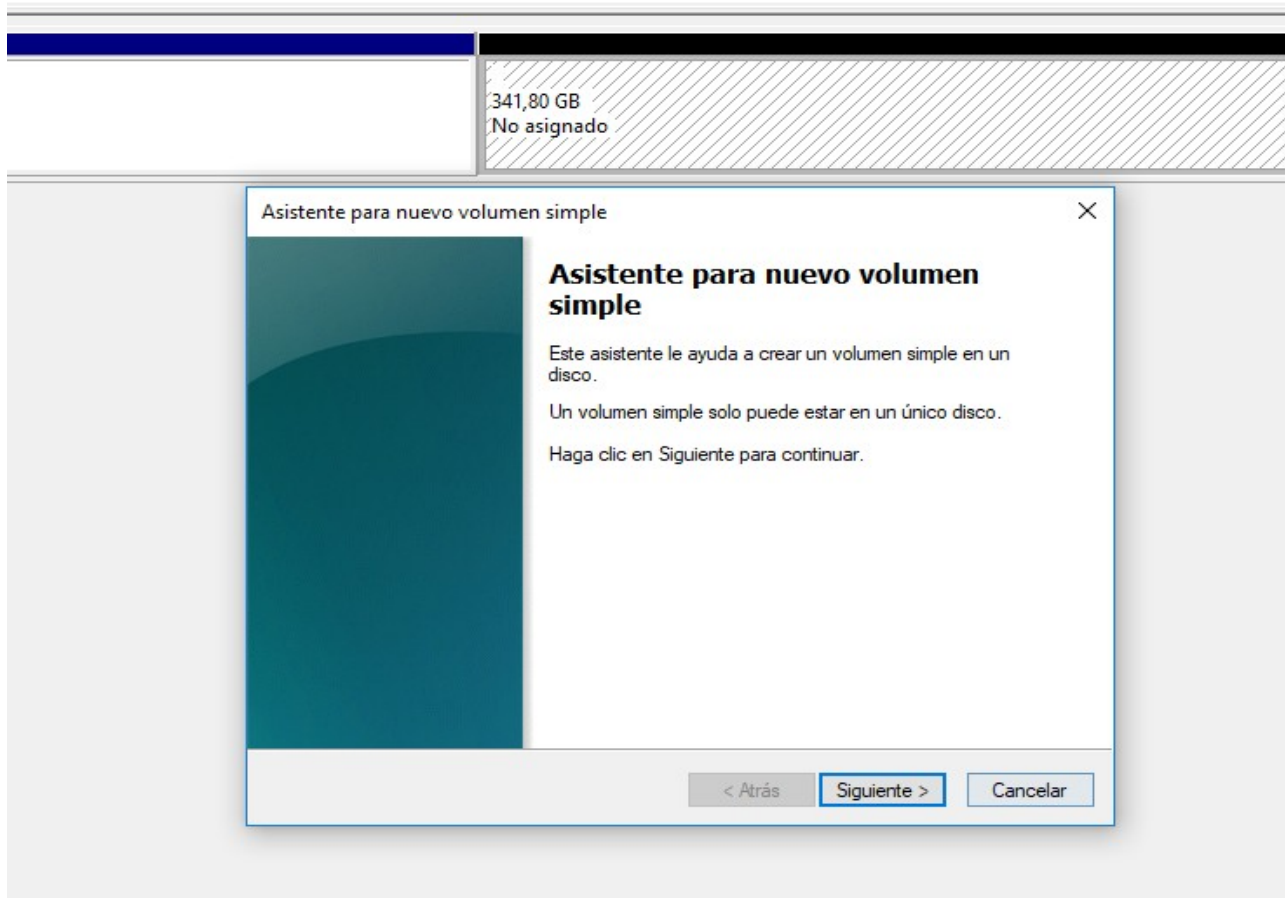 341,80 GB
No asignado
Asistente para nuevo volumen simple
Asistente para nuevo volumen
simple
Este asistente le ayuda a crear un volumen simple en un
disco.
Un volumen simple solo puede estar en un único disco.
Haga clic en Siguiente para continuar.
< Atrás
Siguiente >
Cancelar